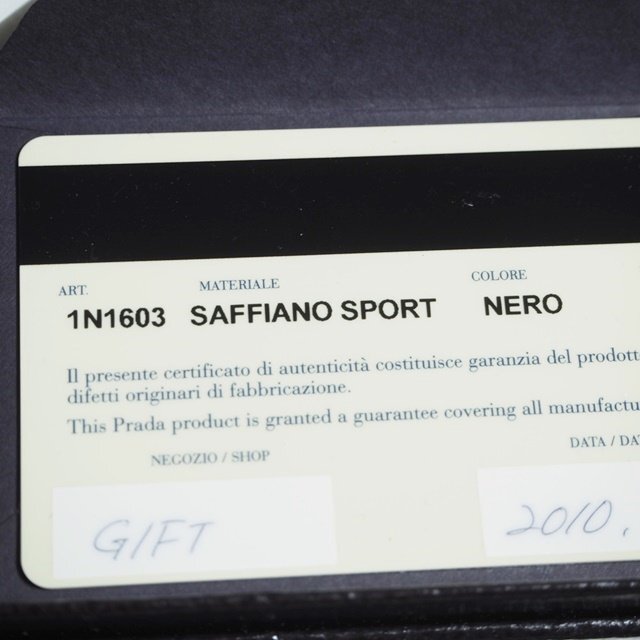 ART. MATERIALE COLORE
1N1603 SAFFIANO SPORT NERO
Il presente certificato di autenticità costituisce garanzia del prodott
difetti originari di fabbricazione.
This Prada product is granted a guarantee covering all manufactu
NEGOZIO / SHOP DATA / DA
GIFT 2010.